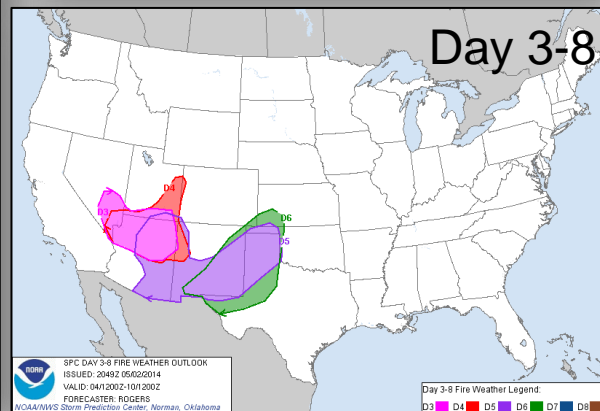 Day 3-8
D4
D3
D6
D5
NOAA
SPC DAY 3-8 FIRE WEATHER OUTLOOK
ISSUED: 2049Z 05/02/2014
VALID: 04/1200Z-10/1200Z
FORECASTER: ROGERS
NOAA/NWS Storm Prediction Center, Norman, Oklahoma
Day 3-8 Fire Weather Legend:
D3 D4 D5 D6 D7 D8